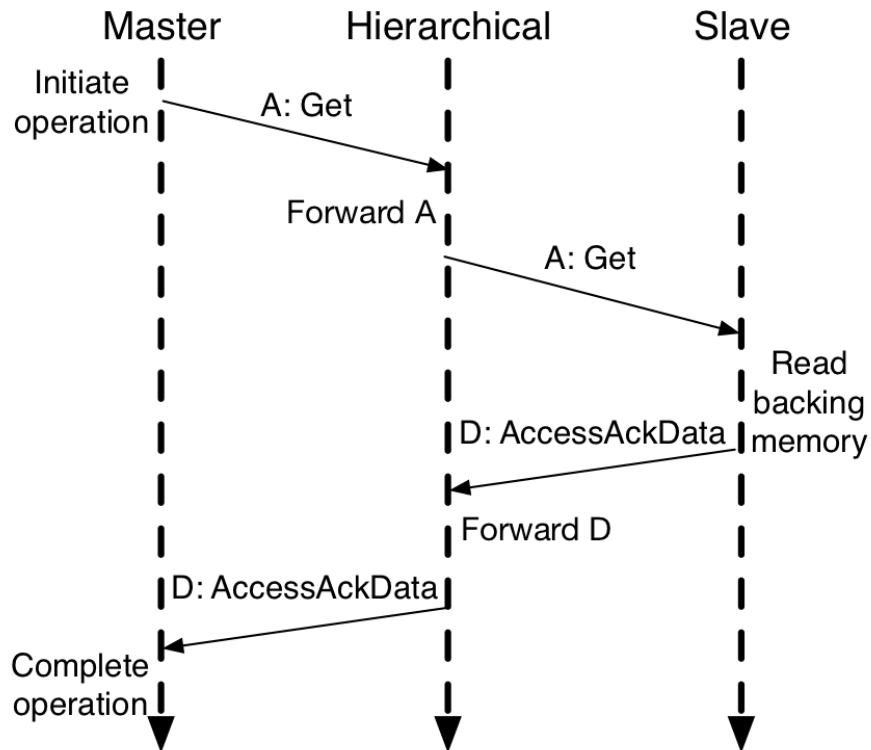 Master
Hierarchical
Slave
Initiate
operation
A: Get
Forward A
A: Get
Read
backing
memory
D: AccessAckData
Forward D
D: AccessAckData
Complete
operation